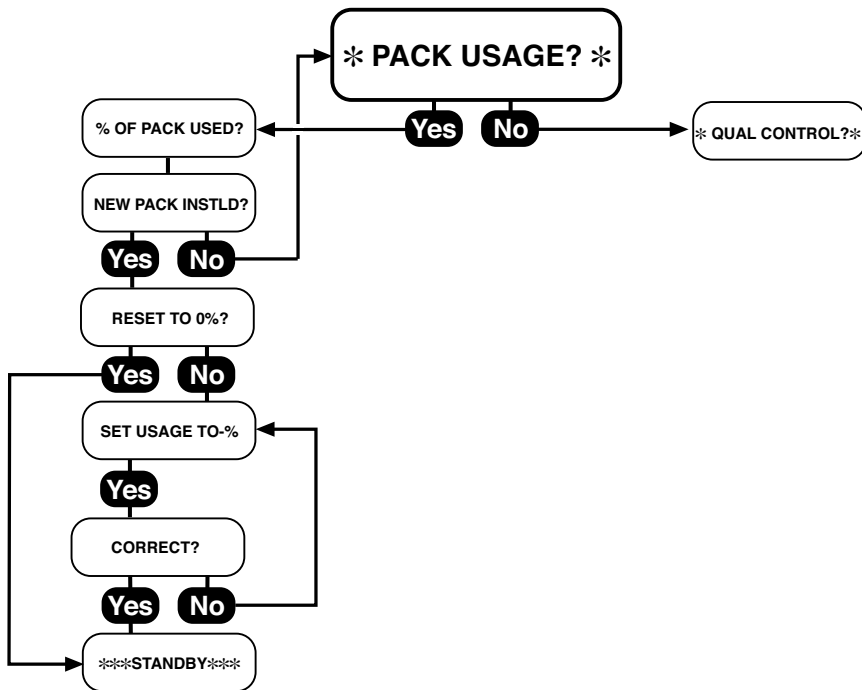 ✻ PACK USAGE? ✻
Yes No
% OF PACK USED?
✻ QUAL CONTROL?✻
NEW PACK INSTLD?
Yes No
RESET TO 0%?
Yes No
SET USAGE TO-%
Yes
CORRECT?
Yes No
✻✻✻STANDBY✻✻✻